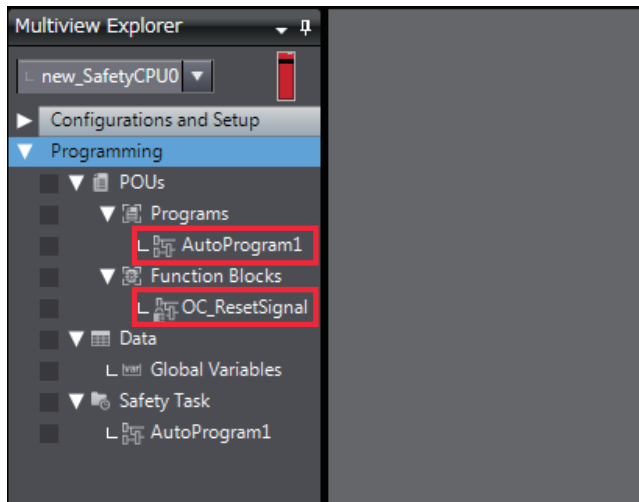 Multiview Explorer
new_SafetyCPU0
Configurations and Setup
Programming
POUs
Programs
AutoProgram1
Function Blocks
OC_ResetSignal
Data
Global Variables
Safety Task
AutoProgram1